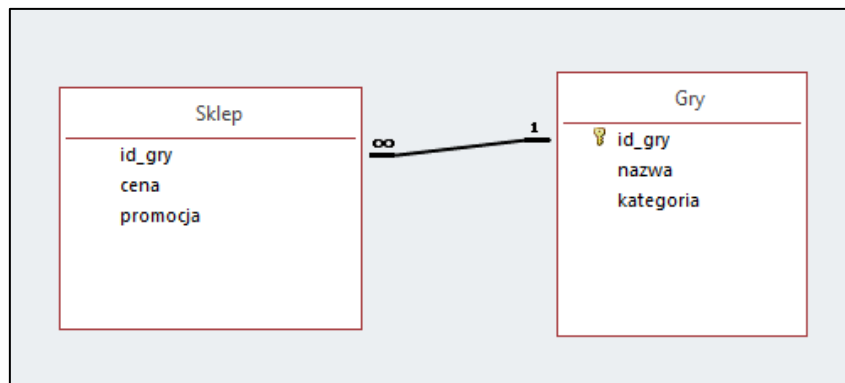 Sklep
id_gry
cena
promocja
∞
1
Gry
id_gry
nazwa
kategoria